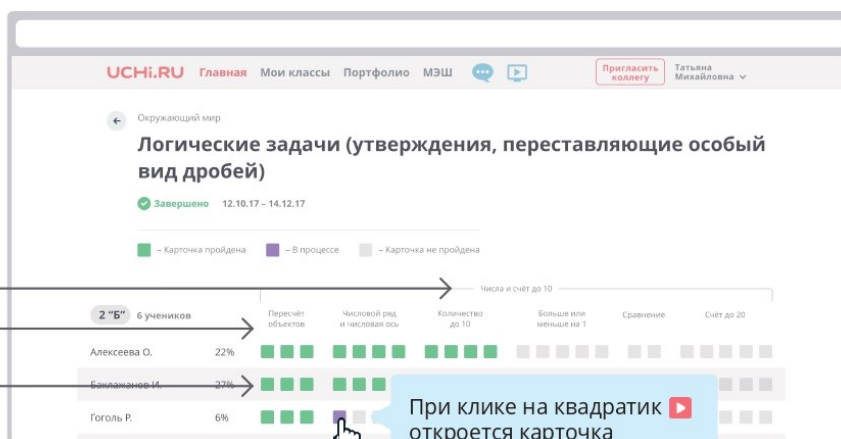 UCHi.RU Главная Мои классы Портфолио МЭШ Пригласить коллегу Татьяна Михайловна
Окружающий мир
Логические задачи (утверждения, переставляющие особый
вид дробей)
Завершено 12.10.17 – 14.12.17
– Карточка пройдена – В процессе – Карточка не пройдена
Числа и счёт до 10
2 “Б” 6 учеников
Пересчёт объектов
Числовой ряд и числовая ось
Количество до 10
Больше или меньше на 1
Сравнение
Счёт до 20
Алексеева О. 22%
Баклажанов И. 27%
Гоголь Р. 6%
При клике на квадратик
откроется карточка